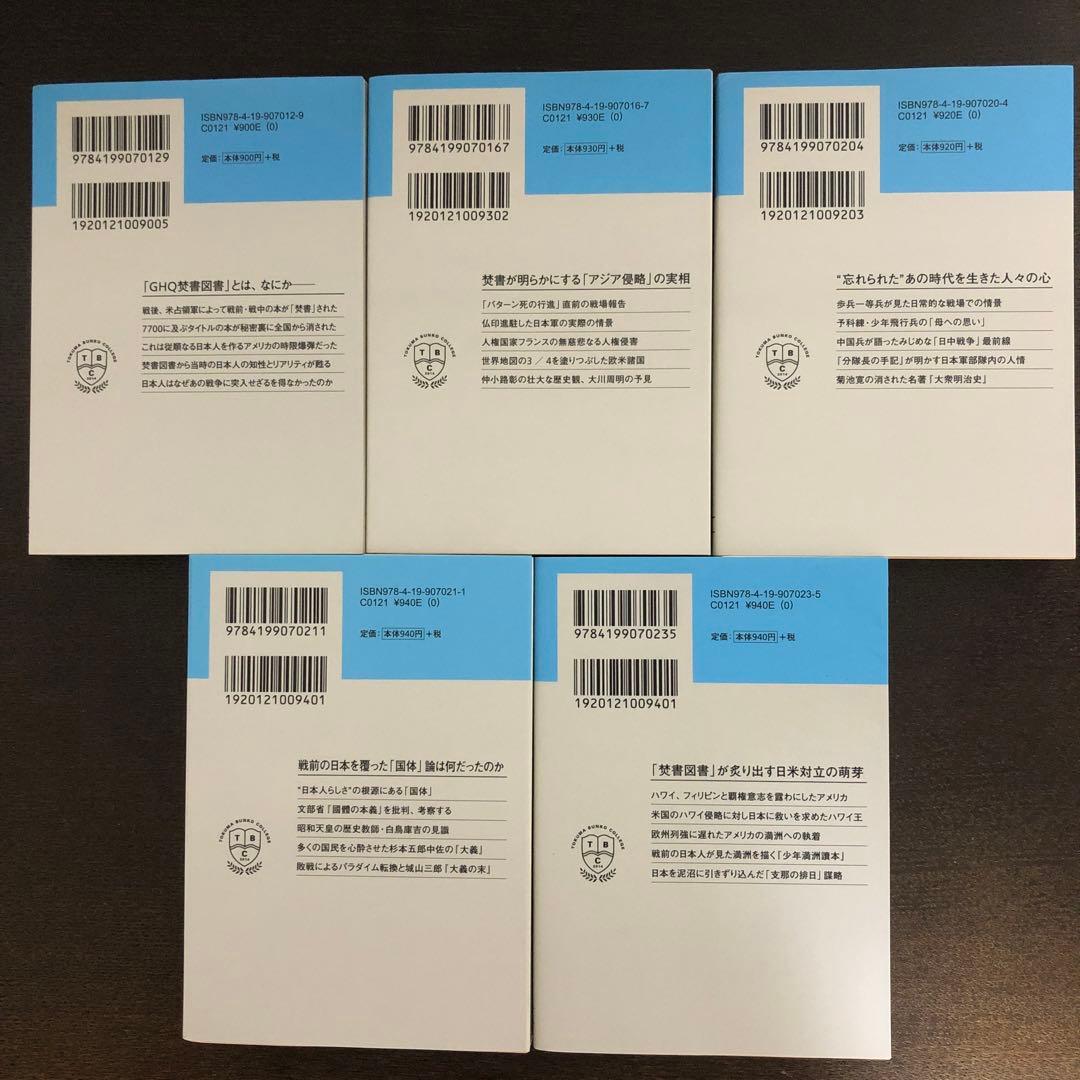 ISBN978-4-19-907012-9
C0121 ¥900E (0)
9784199070129
定価：本体900円+税
1920121009005
「GHQ焚書図書」とは、なにか――
戦後、米占領軍によって戦前・戦中の本が「焚書」された
7700に及ぶタイトルの本が秘密裏に全国から消された
これは従順なる日本人を作るアメリカの時限爆弾だった
焚書図書から当時の日本人の知性とリアリティが甦る
日本人はなぜあの戦争に突入せざるを得なかったのか
TOKUMA BUNKO COLLEGE
T B
C
2014
ISBN978-4-19-907016-7
C0121 ¥930E (0)
9784199070167
定価：本体930円+税
1920121009302
焚書が明らかにする「アジア侵略」の実相
「バターン死の行進」直前の戦場報告
仏印進駐した日本軍の実際の情景
人権国家フランスの無慈悲なる人権侵害
世界地図の3／4を塗りつぶした欧米諸国
仲小路彰の壮大な歴史観、大川周明の予見
TOKUMA BUNKO COLLEGE
T B
C
2014
ISBN978-4-19-907020-4
C0121 ¥920E (0)
9784199070204
定価：本体920円+税
1920121009203
“忘れられた”あの時代を生きた人々の心
歩兵一等兵が見た日常的な戦場での情景
予科練・少年飛行兵の「母への思い」
中国兵が語ったみじめな「日中戦争」最前線
「分隊長の手記」が明かす日本軍部隊内の人情
菊池寛の消された名著「大衆明治史」
TOKUMA BUNKO COLLEGE
T B
C
2014
ISBN978-4-19-907021-1
C0121 ¥940E (0)
9784199070211
定価：本体940円+税
1920121009401
戦前の日本を覆った「国体」論は何だったのか
“日本人らしさ”の根源にある「国体」
文部省「國體の本義」を批判、考察する
昭和天皇の歴史教師・白鳥庫吉の見識
多くの国民を心酔させた杉本五郎中佐の「大義」
敗戦によるパラダイム転換と城山三郎「大義の末」
TOKUMA BUNKO COLLEGE
T B
C
2014
ISBN978-4-19-907023-5
C0121 ¥940E (0)
9784199070235
定価：本体940円+税
1920121009401
「焚書図書」が炙り出す日米対立の萌芽
ハワイ、フィリピンと覇権意志を露わにしたアメリカ
米国のハワイ侵略に対し日本に救いを求めたハワイ王
欧州列強に遅れたアメリカの満洲への執着
戦前の日本人が見た満洲を描く「少年満洲讀本」
日本を泥沼に引きずり込んだ「支那の排日」謀略
TOKUMA BUNKO COLLEGE
T B
C
2014